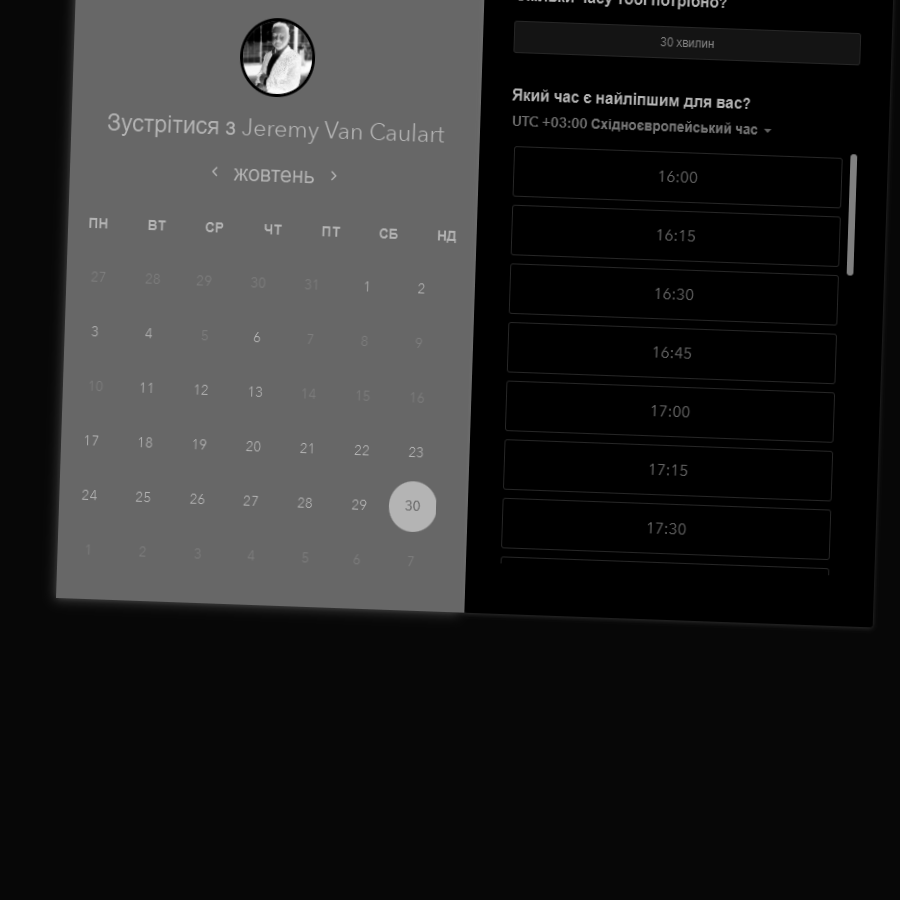 Зустрітися з Jeremy Van Caulart
‹ жовтень ›
ПН ВТ СР ЧТ ПТ СБ НД
27 28 29 30 31 1 2
3 4 5 6 7 8 9
10 11 12 13 14 15 16
17 18 19 20 21 22 23
24 25 26 27 28 29 30
1 2 3 4 5 6 7
часу тобі потрібно?
30 хвилин
Який час є найліпшим для вас?
UTC +03:00 Східноєвропейський час
16:00
16:15
16:30
16:45
17:00
17:15
17:30